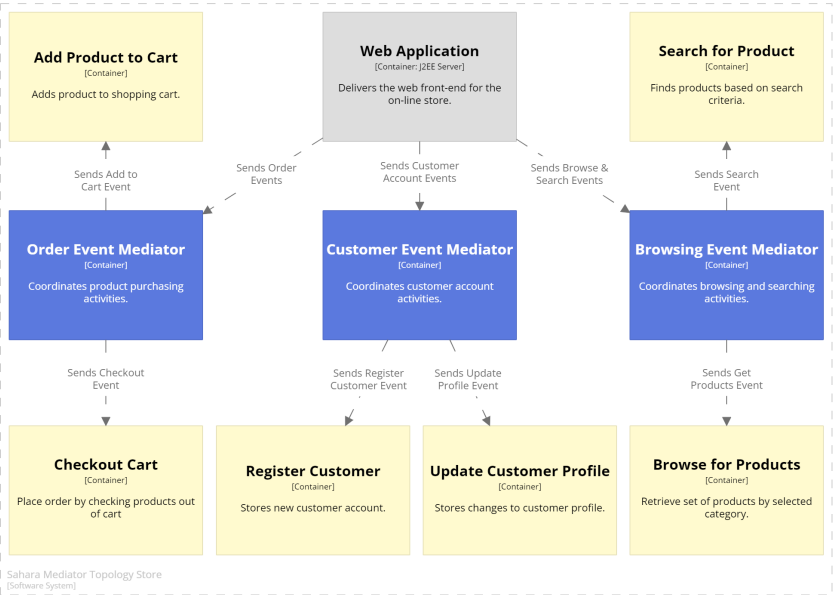 Add Product to Cart
[Container]
Adds product to shopping cart.
Web Application
[Container: J2EE Server]
Delivers the web front-end for the
on-line store.
Search for Product
[Container]
Finds products based on search
criteria.
Sends Add to
Cart Event
Sends Order
Events
Sends Customer
Account Events
Sends Browse &
Search Events
Sends Search
Event
Order Event Mediator
[Container]
Coordinates product purchasing
activities.
Customer Event Mediator
[Container]
Coordinates customer account
activities.
Browsing Event Mediator
[Container]
Coordinates browsing and searching
activities.
Sends Checkout
Event
Sends Register
Customer Event
Sends Update
Profile Event
Sends Get
Products Event
Checkout Cart
[Container]
Place order by checking products out
of cart
Register Customer
[Container]
Stores new customer account.
Update Customer Profile
[Container]
Stores changes to customer profile.
Browse for Products
[Container]
Retrieve set of products by selected
category.
Sahara Mediator Topology Store
[Software System]